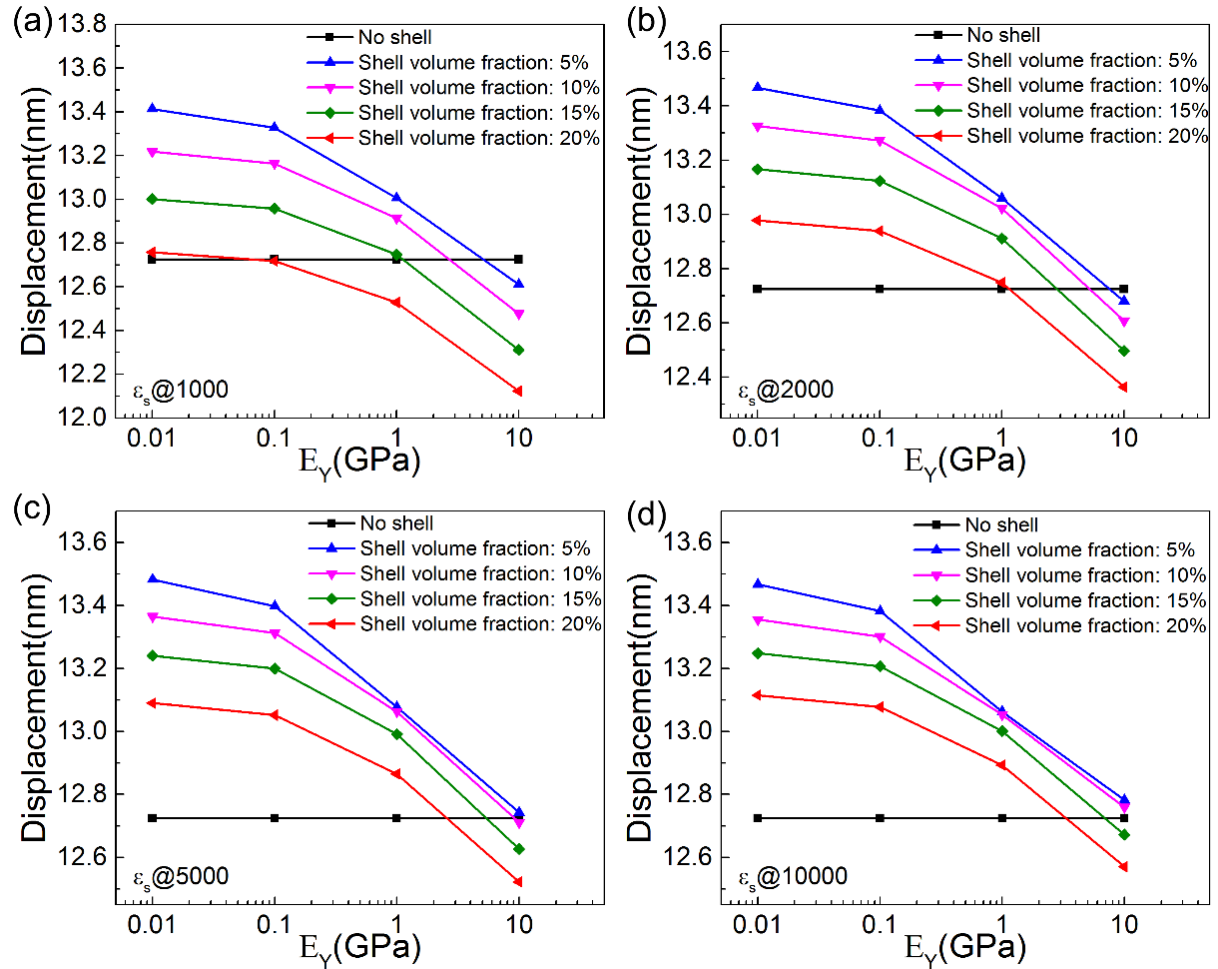 (a)
13.8
13.6
13.4
13.2
13.0
12.8
12.6
12.4
12.2
12.0
Displacement(nm)
No shell
Shell volume fraction: 5%
Shell volume fraction: 10%
Shell volume fraction: 15%
Shell volume fraction: 20%
εs@1000
0.01 0.1 1 10
EY(GPa)
(b)
13.6
13.4
13.2
13.0
12.8
12.6
12.4
Displacement(nm)
No shell
Shell volume fraction: 5%
Shell volume fraction: 10%
Shell volume fraction: 15%
Shell volume fraction: 20%
εs@2000
0.01 0.1 1 10
EY(GPa)
(c)
13.6
13.4
13.2
13.0
12.8
12.6
Displacement(nm)
No shell
Shell volume fraction: 5%
Shell volume fraction: 10%
Shell volume fraction: 15%
Shell volume fraction: 20%
εs@5000
0.01 0.1 1 10
EY(GPa)
(d)
13.6
13.4
13.2
13.0
12.8
12.6
Displacement(nm)
No shell
Shell volume fraction: 5%
Shell volume fraction: 10%
Shell volume fraction: 15%
Shell volume fraction: 20%
εs@10000
0.01 0.1 1 10
EY(GPa)